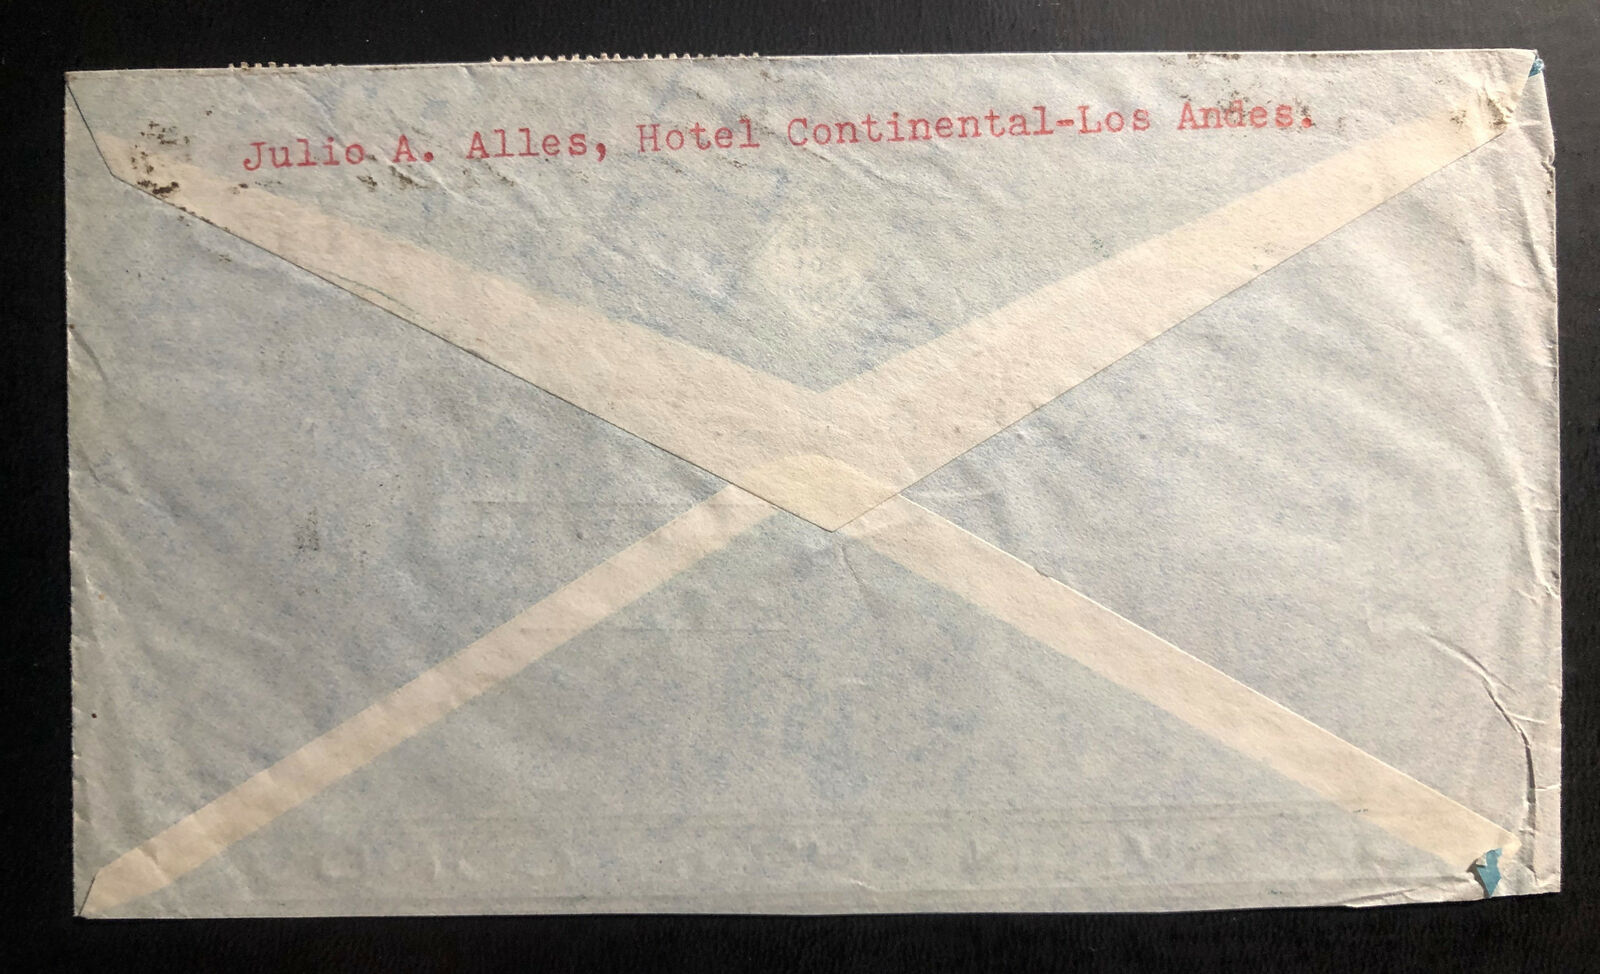 Julio A. Alles, Hotel Continental-Los Andes.